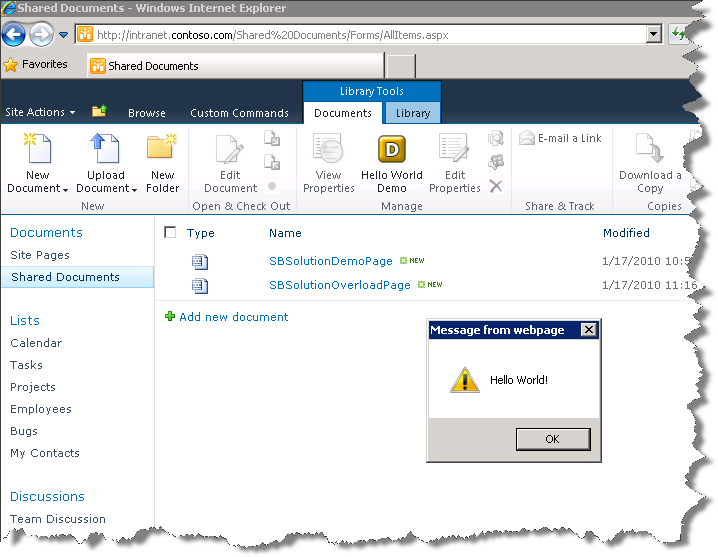 Shared Documents - Windows Internet Explorer
http://intranet.contoso.com/Shared%20Documents/Forms/AllItems.aspx
Favorites
Shared Documents
Library Tools
Site Actions
Browse
Custom Commands
Documents
Library
New Document
Upload Document
New Folder
New
Edit Document
Open & Check Out
View Properties
D
Hello World Demo
Edit Properties
Manage
E-mail a Link
Share & Track
Download a Copy
Copies
Documents
Site Pages
Shared Documents
Lists
Calendar
Tasks
Projects
Employees
Bugs
My Contacts
Discussions
Team Discussion
Type Name Modified
SBSolutionDemoPage NEW 1/17/2010 10:5
SBSolutionOverloadPage NEW 1/17/2010 11:16
Add new document
Message from webpage
Hello World!
OK